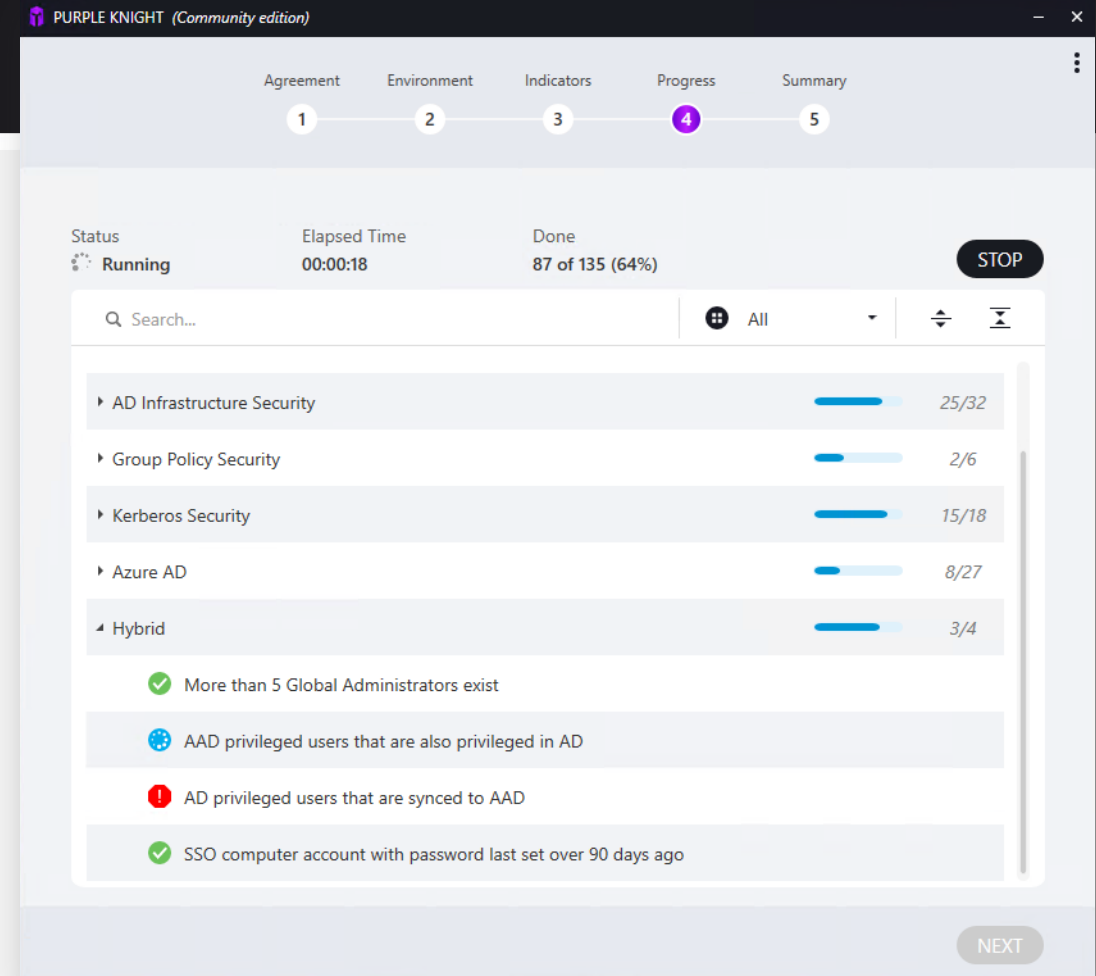 PURPLE KNIGHT (Community edition)
Agreement Environment Indicators Progress Summary
1 2 3 4 5
Status Elapsed Time Done
Running 00:00:18 87 of 135 (64%)
STOP
Search... All
AD Infrastructure Security 25/32
Group Policy Security 2/6
Kerberos Security 15/18
Azure AD 8/27
Hybrid 3/4
More than 5 Global Administrators exist
AAD privileged users that are also privileged in AD
AD privileged users that are synced to AAD
SSO computer account with password last set over 90 days ago
NEXT